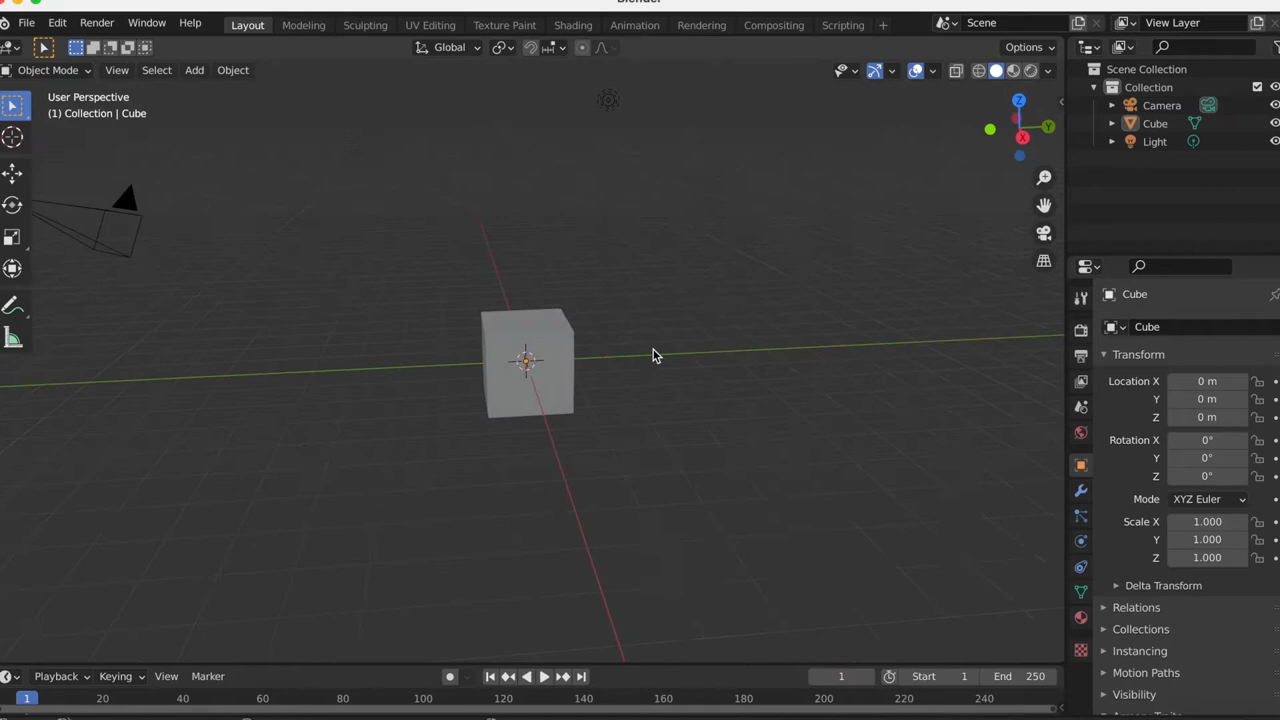 Blender
File Edit Render Window Help
Layout Modeling Sculpting UV Editing Texture Paint Shading Animation Rendering Compositing Scripting +
Scene
View Layer
Global
Options
Object Mode View Select Add Object
User Perspective
(1) Collection | Cube
Z
Y
X
Scene Collection
Collection
Camera
Cube
Light
Cube
Cube
Transform
Location X 0 m
Y 0 m
Z 0 m
Rotation X 0°
Y 0°
Z 0°
Mode XYZ Euler
Scale X 1.000
Y 1.000
Z 1.000
Delta Transform
Relations
Collections
Instancing
Motion Paths
Visibility
Playback Keying View Marker
1
Start 1
End 250
1 20 40 60 80 100 120 140 160 180 200 220 240